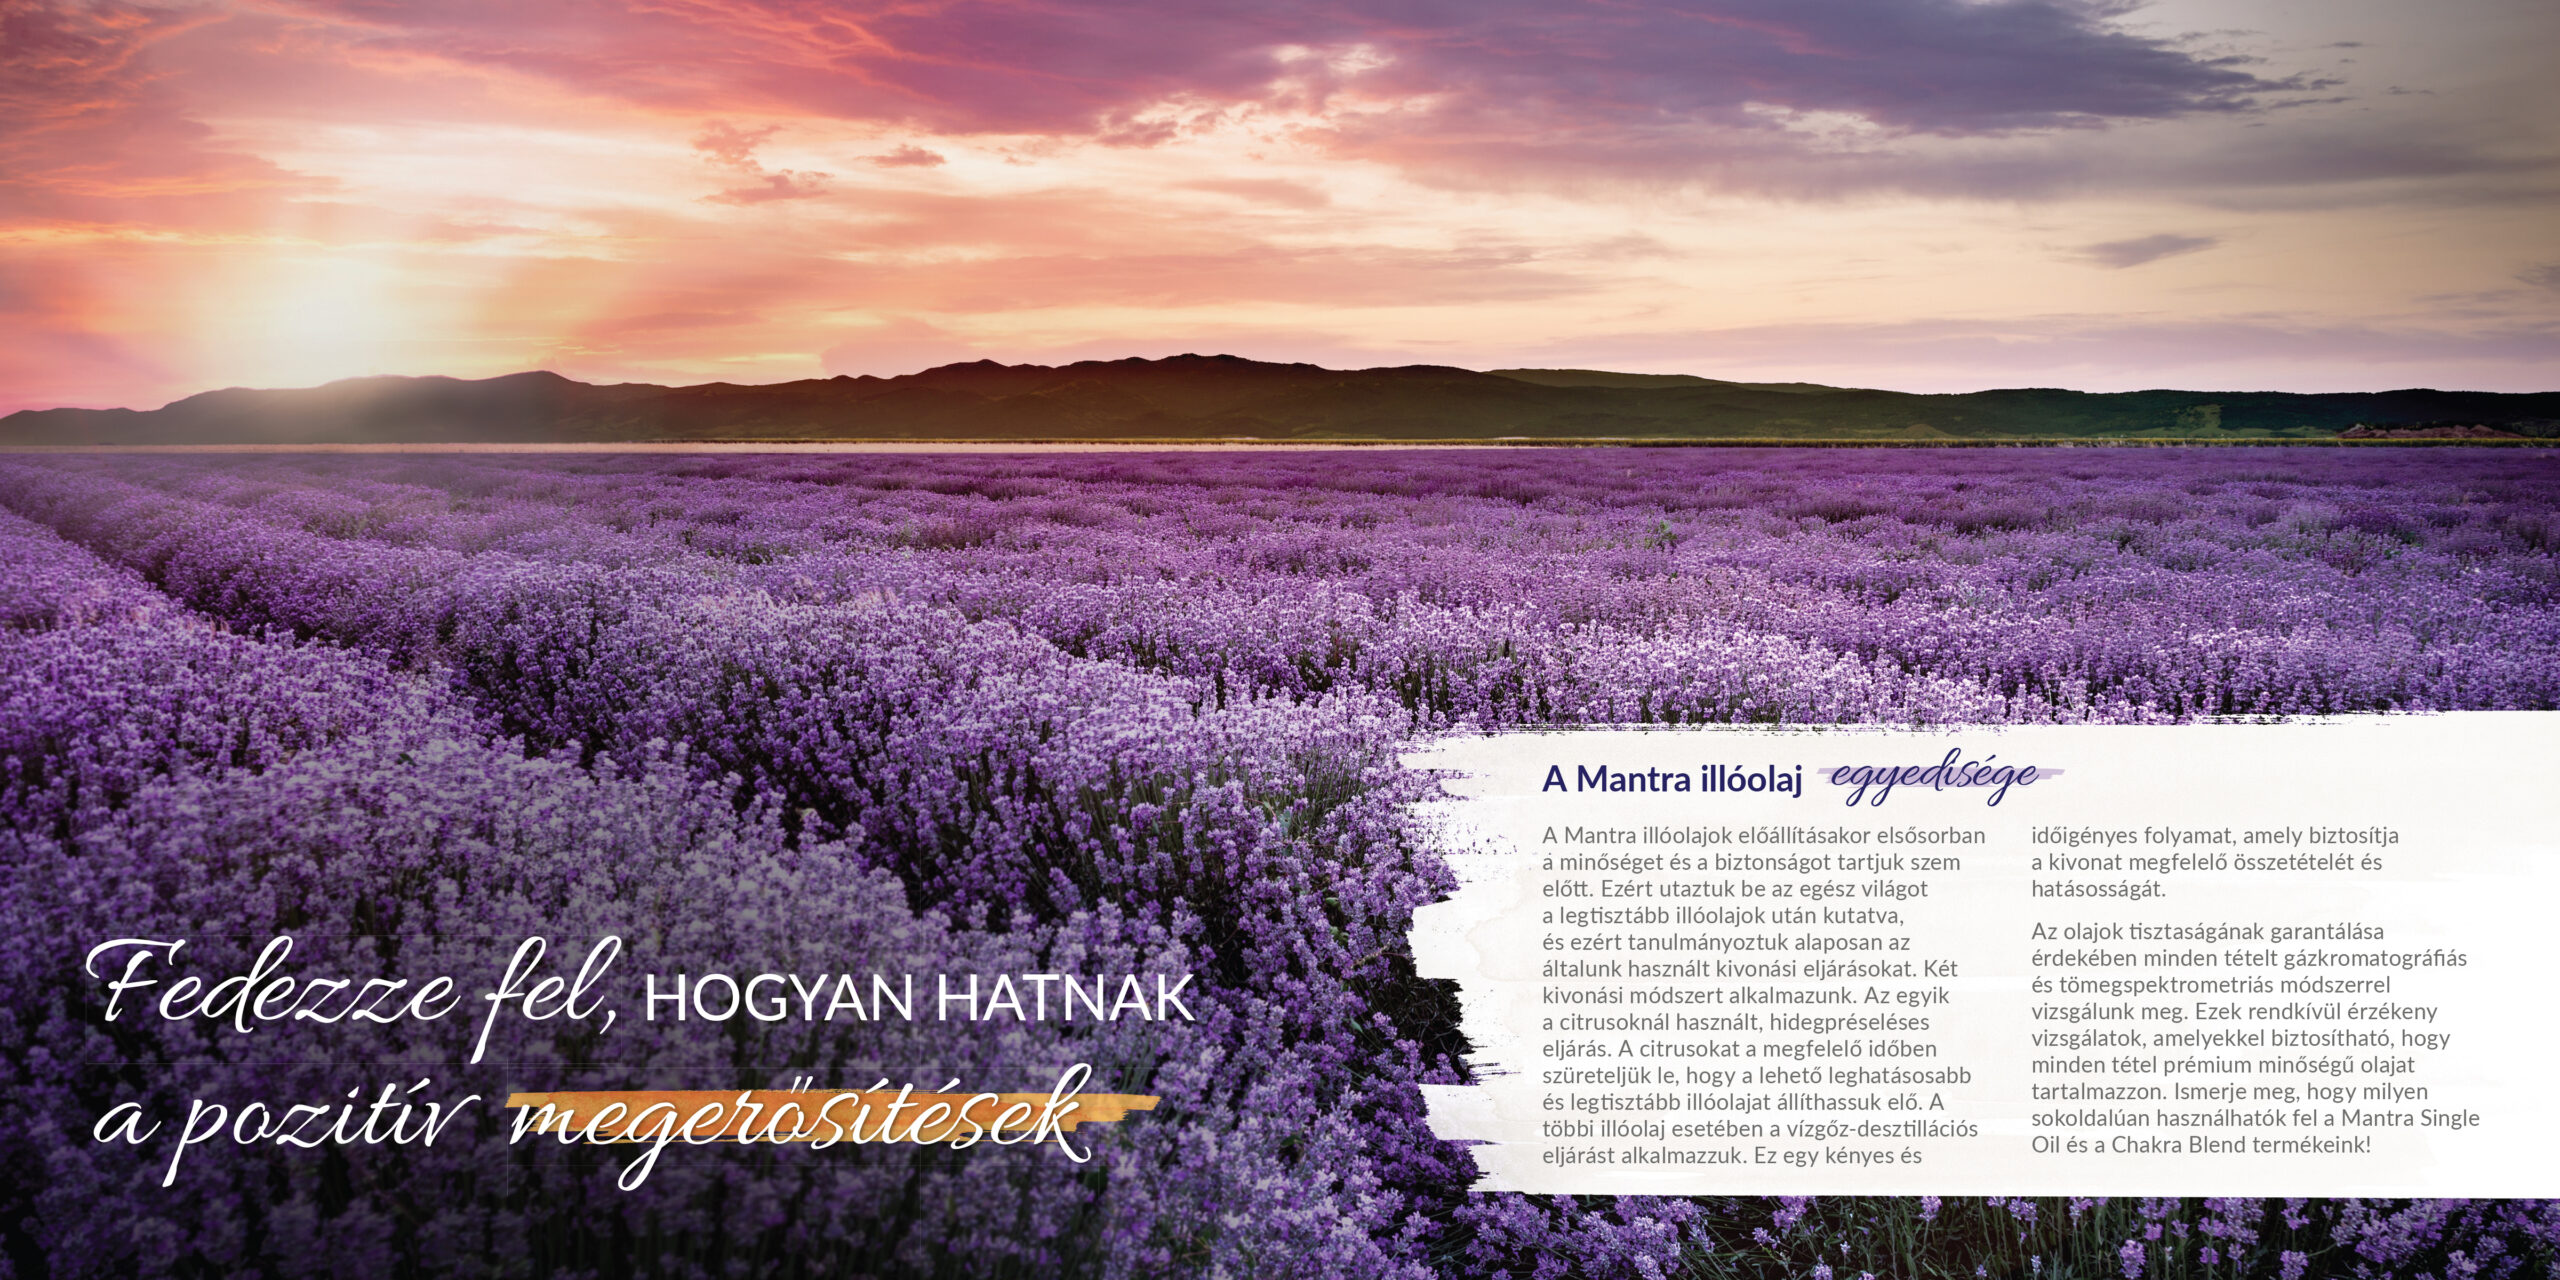 Fedezze fel, HOGYAN HATNAK
a pozitív megerősítések
A Mantra illóolaj egyedisége
A Mantra illóolajok előállításakor elsősorban
a minőséget és a biztonságot tartjuk szem
előtt. Ezért utaztuk be az egész világot
a legtisztább illóolajok után kutatva,
és ezért tanulmányoztuk alaposan az
általunk használt kivonási eljárásokat. Két
kivonási módszert alkalmazunk. Az egyik
a citrusoknál használt, hidegpréseléses
eljárás. A citrusokat a megfelelő időben
szüreteljük le, hogy a lehető leghatásosabb
és legtisztább illóolajat állíthassuk elő. A
többi illóolaj esetében a vízgőz-desztillációs
eljárást alkalmazzuk. Ez egy kényes és
időigényes folyamat, amely biztosítja
a kivonat megfelelő összetételét és
hatásosságát.
Az olajok tisztaságának garantálása
érdekében minden tételt gázkromatográfiás
és tömegspektrometriás módszerrel
vizsgálunk meg. Ezek rendkívül érzékeny
vizsgálatok, amelyekkel biztosítható, hogy
minden tétel prémium minőségű olajat
tartalmazzon. Ismerje meg, hogy milyen
sokoldalúan használhatók fel a Mantra Single
Oil és a Chakra Blend termékeink!